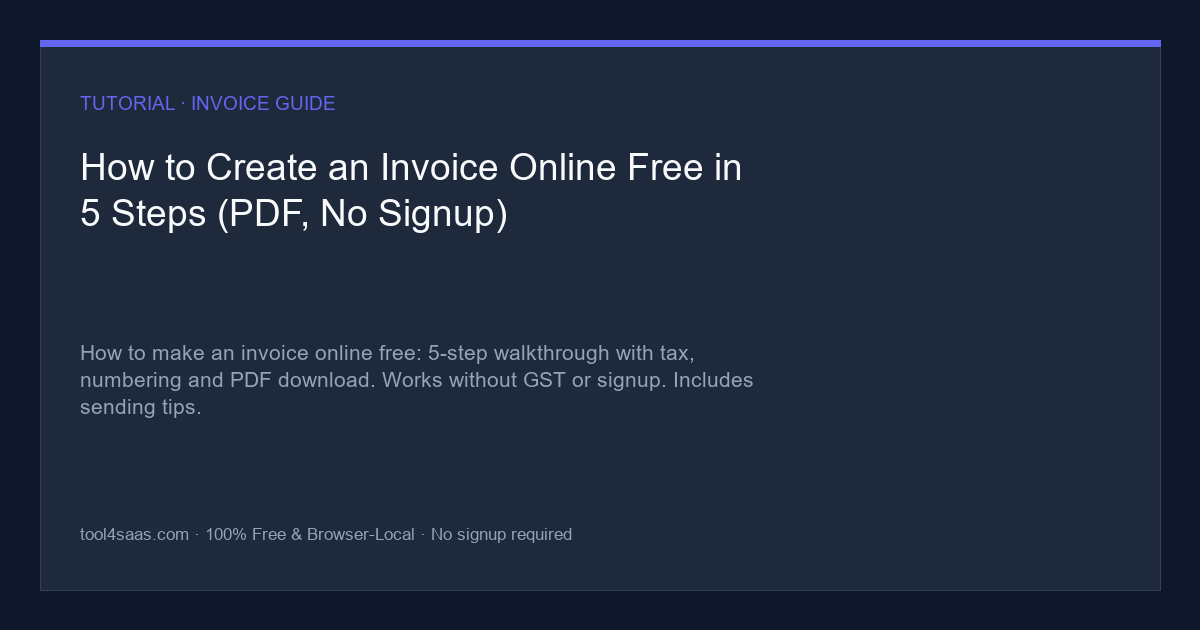 TUTORIAL · INVOICE GUIDE
How to Create an Invoice Online Free in
5 Steps (PDF, No Signup)
How to make an invoice online free: 5-step walkthrough with tax,
numbering and PDF download. Works without GST or signup. Includes
sending tips.
tool4saas.com · 100% Free & Browser-Local · No signup required